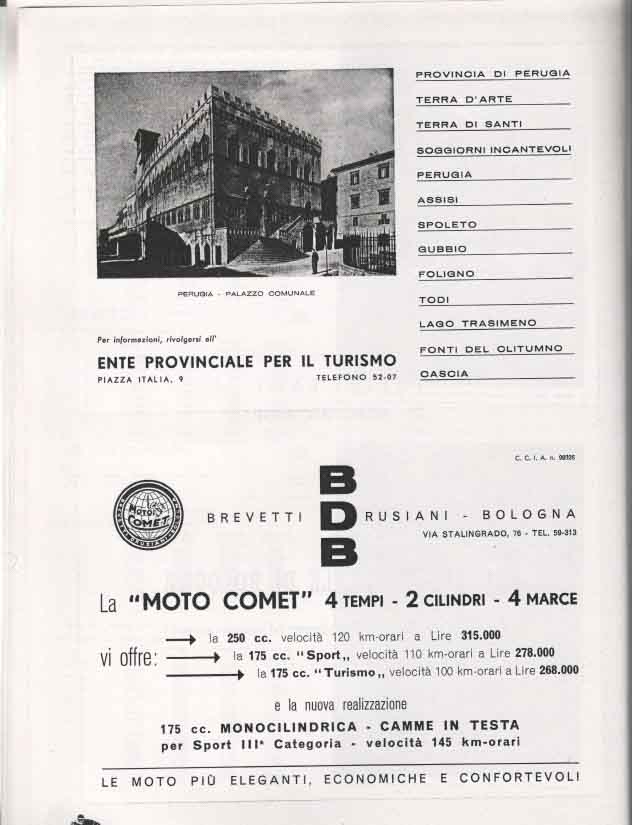 PROVINCIA DI PERUGIA
TERRA D'ARTE
TERRA DI SANTI
SOGGIORNI INCANTEVOLI
PERUGIA
ASSISI
SPOLETO
GUBBIO
FOLIGNO
TODI
LAGO TRASIMENO
FONTI DEL CLITUMNO
CASCIA
PERUGIA - PALAZZO COMUNALE
Per informazioni, rivolgersi all'
ENTE PROVINCIALE PER IL TURISMO
PIAZZA ITALIA, 9 TELEFONO 52-07
C. C. I. A. n.
MOTO
COMET
BDB
BREVETTI DRUSIANI - BOLOGNA
VIA STALINGRADO, 76 - TEL. 59-313
La "MOTO COMET" 4 TEMPI - 2 CILINDRI - 4 MARCE
vi offre:
la 250 cc. velocità 120 km-orari a Lire 315.000
la 175 cc. "Sport„ velocità 110 km-orari a Lire 278.000
la 175 cc. "Turismo„ velocità 100 km-orari a Lire 268.000
e la nuova realizzazione
175 cc. MONOCILINDRICA - CAMME IN TESTA
per Sport IIIª Categoria - velocità 145 km-orari
LE MOTO PIÙ ELEGANTI, ECONOMICHE E CONFORTEVOLI